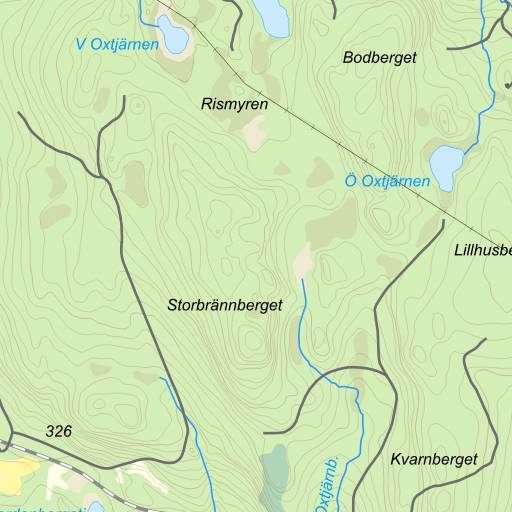 V Oxtjärnen
Bodberget
Rismyren
Ö Oxtjärnen
Storbrännberget
326
Kvarnberget
Oxtjärnb.